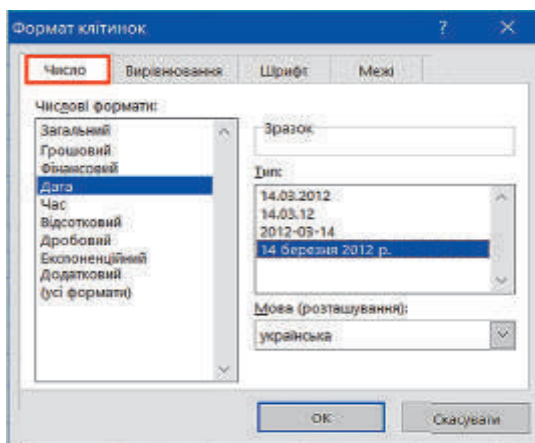 Формат клітинок
Число
Вирівнювання
Шрифт
Межі
Числові формати:
Загальний
Грошовий
Фінансовий
Дата
Час
Відсотковий
Дробовий
Експоненційний
Додатковий
(усі формати)
Зразок
Тип:
14.03.2012
14.03.12
2012-03-14
14 березня 2012 р.
Мова (розташування):
українська
ОК
Скасувати